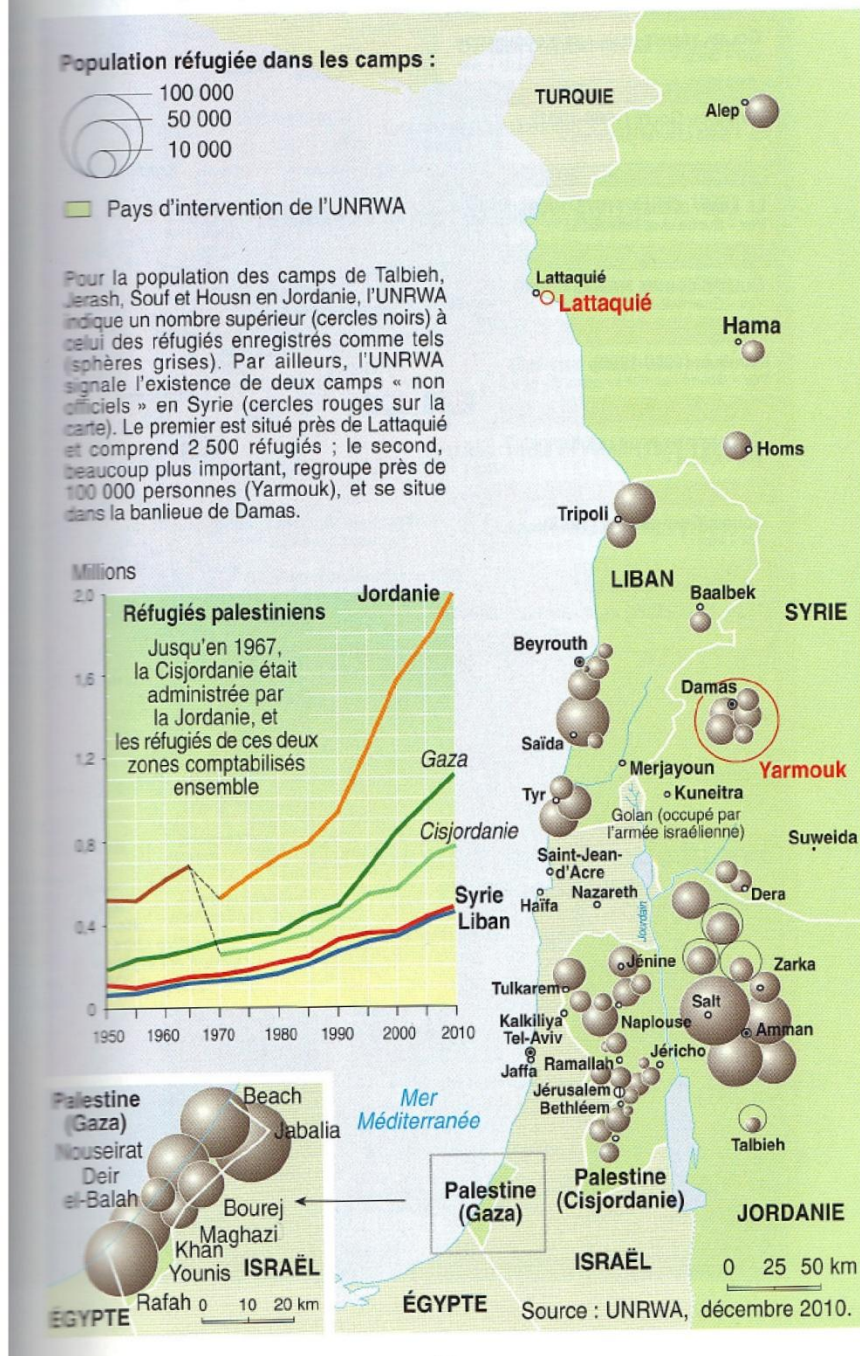 Population réfugiée dans les camps :
100 000
50 000
10 000
Pays d'intervention de l'UNRWA
Pour la population des camps de Talbieh,
Jerash, Souf et Housn en Jordanie, l'UNRWA
indique un nombre supérieur (cercles noirs) à
celui des réfugiés enregistrés comme tels
(sphères grises). Par ailleurs, l'UNRWA
signale l'existence de deux camps « non
officiels » en Syrie (cercles rouges sur la
carte). Le premier est situé près de Lattaquié
et comprend 2 500 réfugiés ; le second,
beaucoup plus important, regroupe près de
100 000 personnes (Yarmouk), et se situe
dans la banlieue de Damas.
Millions
2,0
1,6
1,2
0,8
0,4
0
Réfugiés palestiniens
Jusqu'en 1967,
la Cisjordanie était
administrée par
la Jordanie, et
les réfugiés de ces deux
zones comptabilisés
ensemble
Jordanie
Gaza
Cisjordanie
Syrie
Liban
1950 1960 1970 1980 1990 2000 2010
TURQUIE
Alep
Lattaquié
Lattaquié
Hama
Homs
Tripoli
LIBAN
Baalbek
SYRIE
Beyrouth
Damas
Saïda
Yarmouk
Merjayoun
Tyr
Kuneitra
Golan (occupé par
l'armée israélienne)
Suweida
Saint-Jean-
d'Acre
Dera
Haïfa
Nazareth
Jourdain
Jénine
Zarka
Tulkarem
Salt
Kalkiliya
Naplouse
Amman
Tel-Aviv
Jaffa
Ramallah
Jéricho
Jérusalem
Bethléem
Mer
Méditerranée
Talbieh
Palestine
(Gaza)
Palestine
(Cisjordanie)
JORDANIE
ISRAËL
ÉGYPTE
0 25 50 km
Source : UNRWA, décembre 2010.
Palestine
(Gaza)
Beach
Jabalia
Nouseirat
Deir
el-Balah
Bourej
Maghazi
Khan
Younis
ISRAËL
Rafah
ÉGYPTE
0 10 20 km